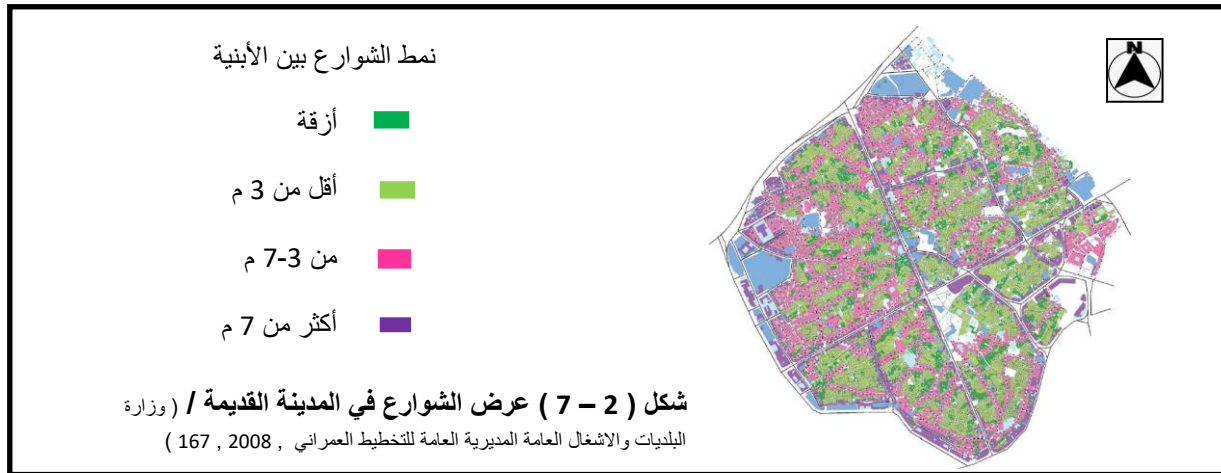 N
نمط الشوارع بين الأبنية
أزقة
أقل من 3 م
من 3-7 م
أكثر من 7 م
شكل ( 2 – 7 ) عرض الشوارع في المدينة القديمة / ( وزارة
البلديات والاشغال العامة المديرية العامة للتخطيط العمراني , 2008 , 167 )